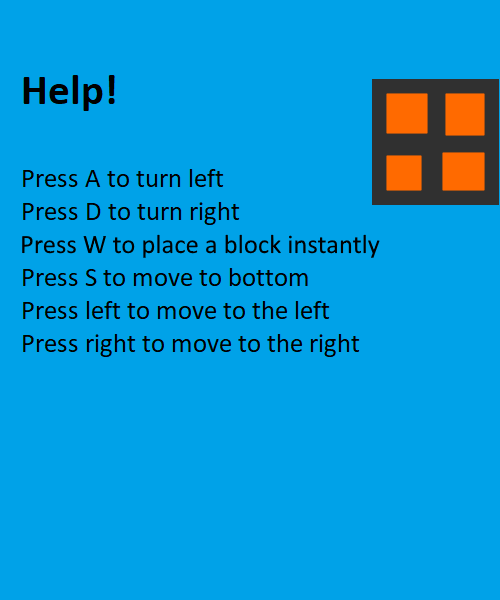 Help!
Press A to turn left
Press D to turn right
Press W to place a block instantly
Press S to move to bottom
Press left to move to the left
Press right to move to the right